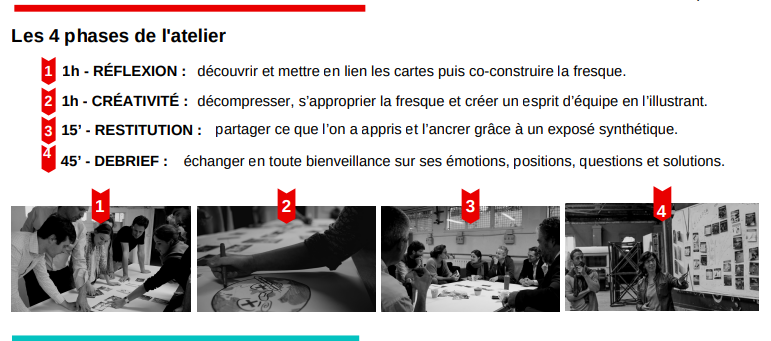 Les 4 phases de l'atelier
1 1h - RÉFLEXION : découvrir et mettre en lien les cartes puis co-construire la fresque.
2 1h - CRÉATIVITÉ : décompresser, s'approprier la fresque et créer un esprit d'équipe en l'illustrant.
3 15’ - RESTITUTION : partager ce que l'on a appris et l'ancrer grâce à un exposé synthétique.
4 45’ - DEBRIEF : échanger en toute bienveillance sur ses émotions, positions, questions et solutions.
1 2 3 4